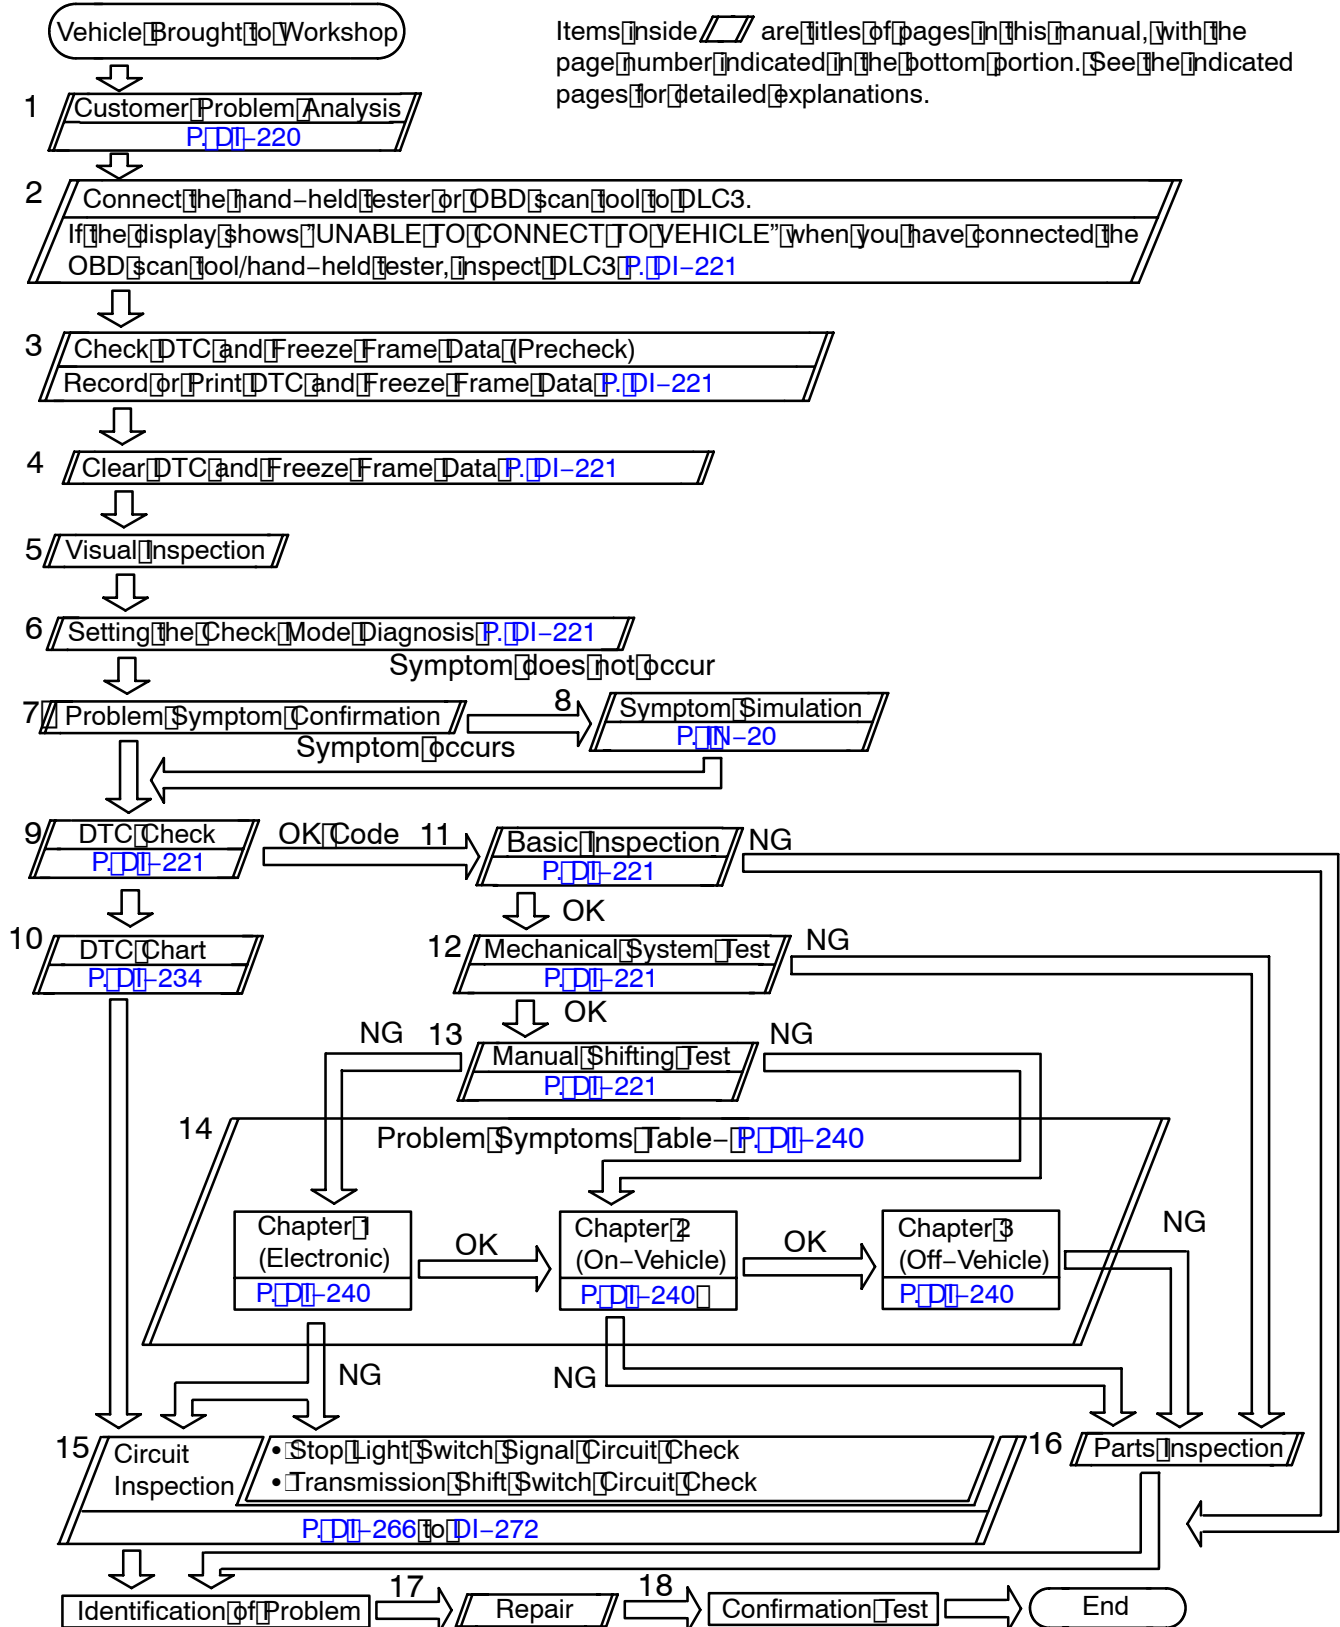 Vehicle Brought to Workshop
Items inside are titles of pages in this manual, with the
page number indicated in the bottom portion. See the indicated
pages for detailed explanations.
1
Customer Problem Analysis
P. DI–220
2
Connect the hand–held tester or OBD scan tool to DLC3.
If the display shows ”UNABLE TO CONNECT TO VEHICLE” when you have connected the
OBD scan tool/hand–held tester, inspect DLC3 P. DI–221
3
Check DTC and Freeze Frame Data (Precheck)
Record or Print DTC and Freeze Frame Data P. DI–221
4
Clear DTC and Freeze Frame Data P. DI–221
5
Visual Inspection
6
Setting the Check Mode Diagnosis P. DI–221
Symptom does not occur
7
Problem Symptom Confirmation
8
Symptom Simulation
P. IN–20
Symptom occurs
9
DTC Check
P. DI–221
OK Code
11
Basic Inspection
P. DI–221
NG
OK
10
DTC Chart
P. DI–234
12
Mechanical System Test
P. DI–221
NG
OK
NG
13
Manual Shifting Test
P. DI–221
NG
14
Problem Symptoms Table– P. DI–240
Chapter 1
(Electronic)
P. DI–240
OK
Chapter 2
(On–Vehicle)
P. DI–240
OK
Chapter 3
(Off–Vehicle)
P. DI–240
NG
NG
NG
15
Circuit
Inspection
• Stop Light Switch Signal Circuit Check
• Transmission Shift Switch Circuit Check
P. DI–266 to DI–272
16
Parts Inspection
Identification of Problem
17
Repair
18
Confirmation Test
End